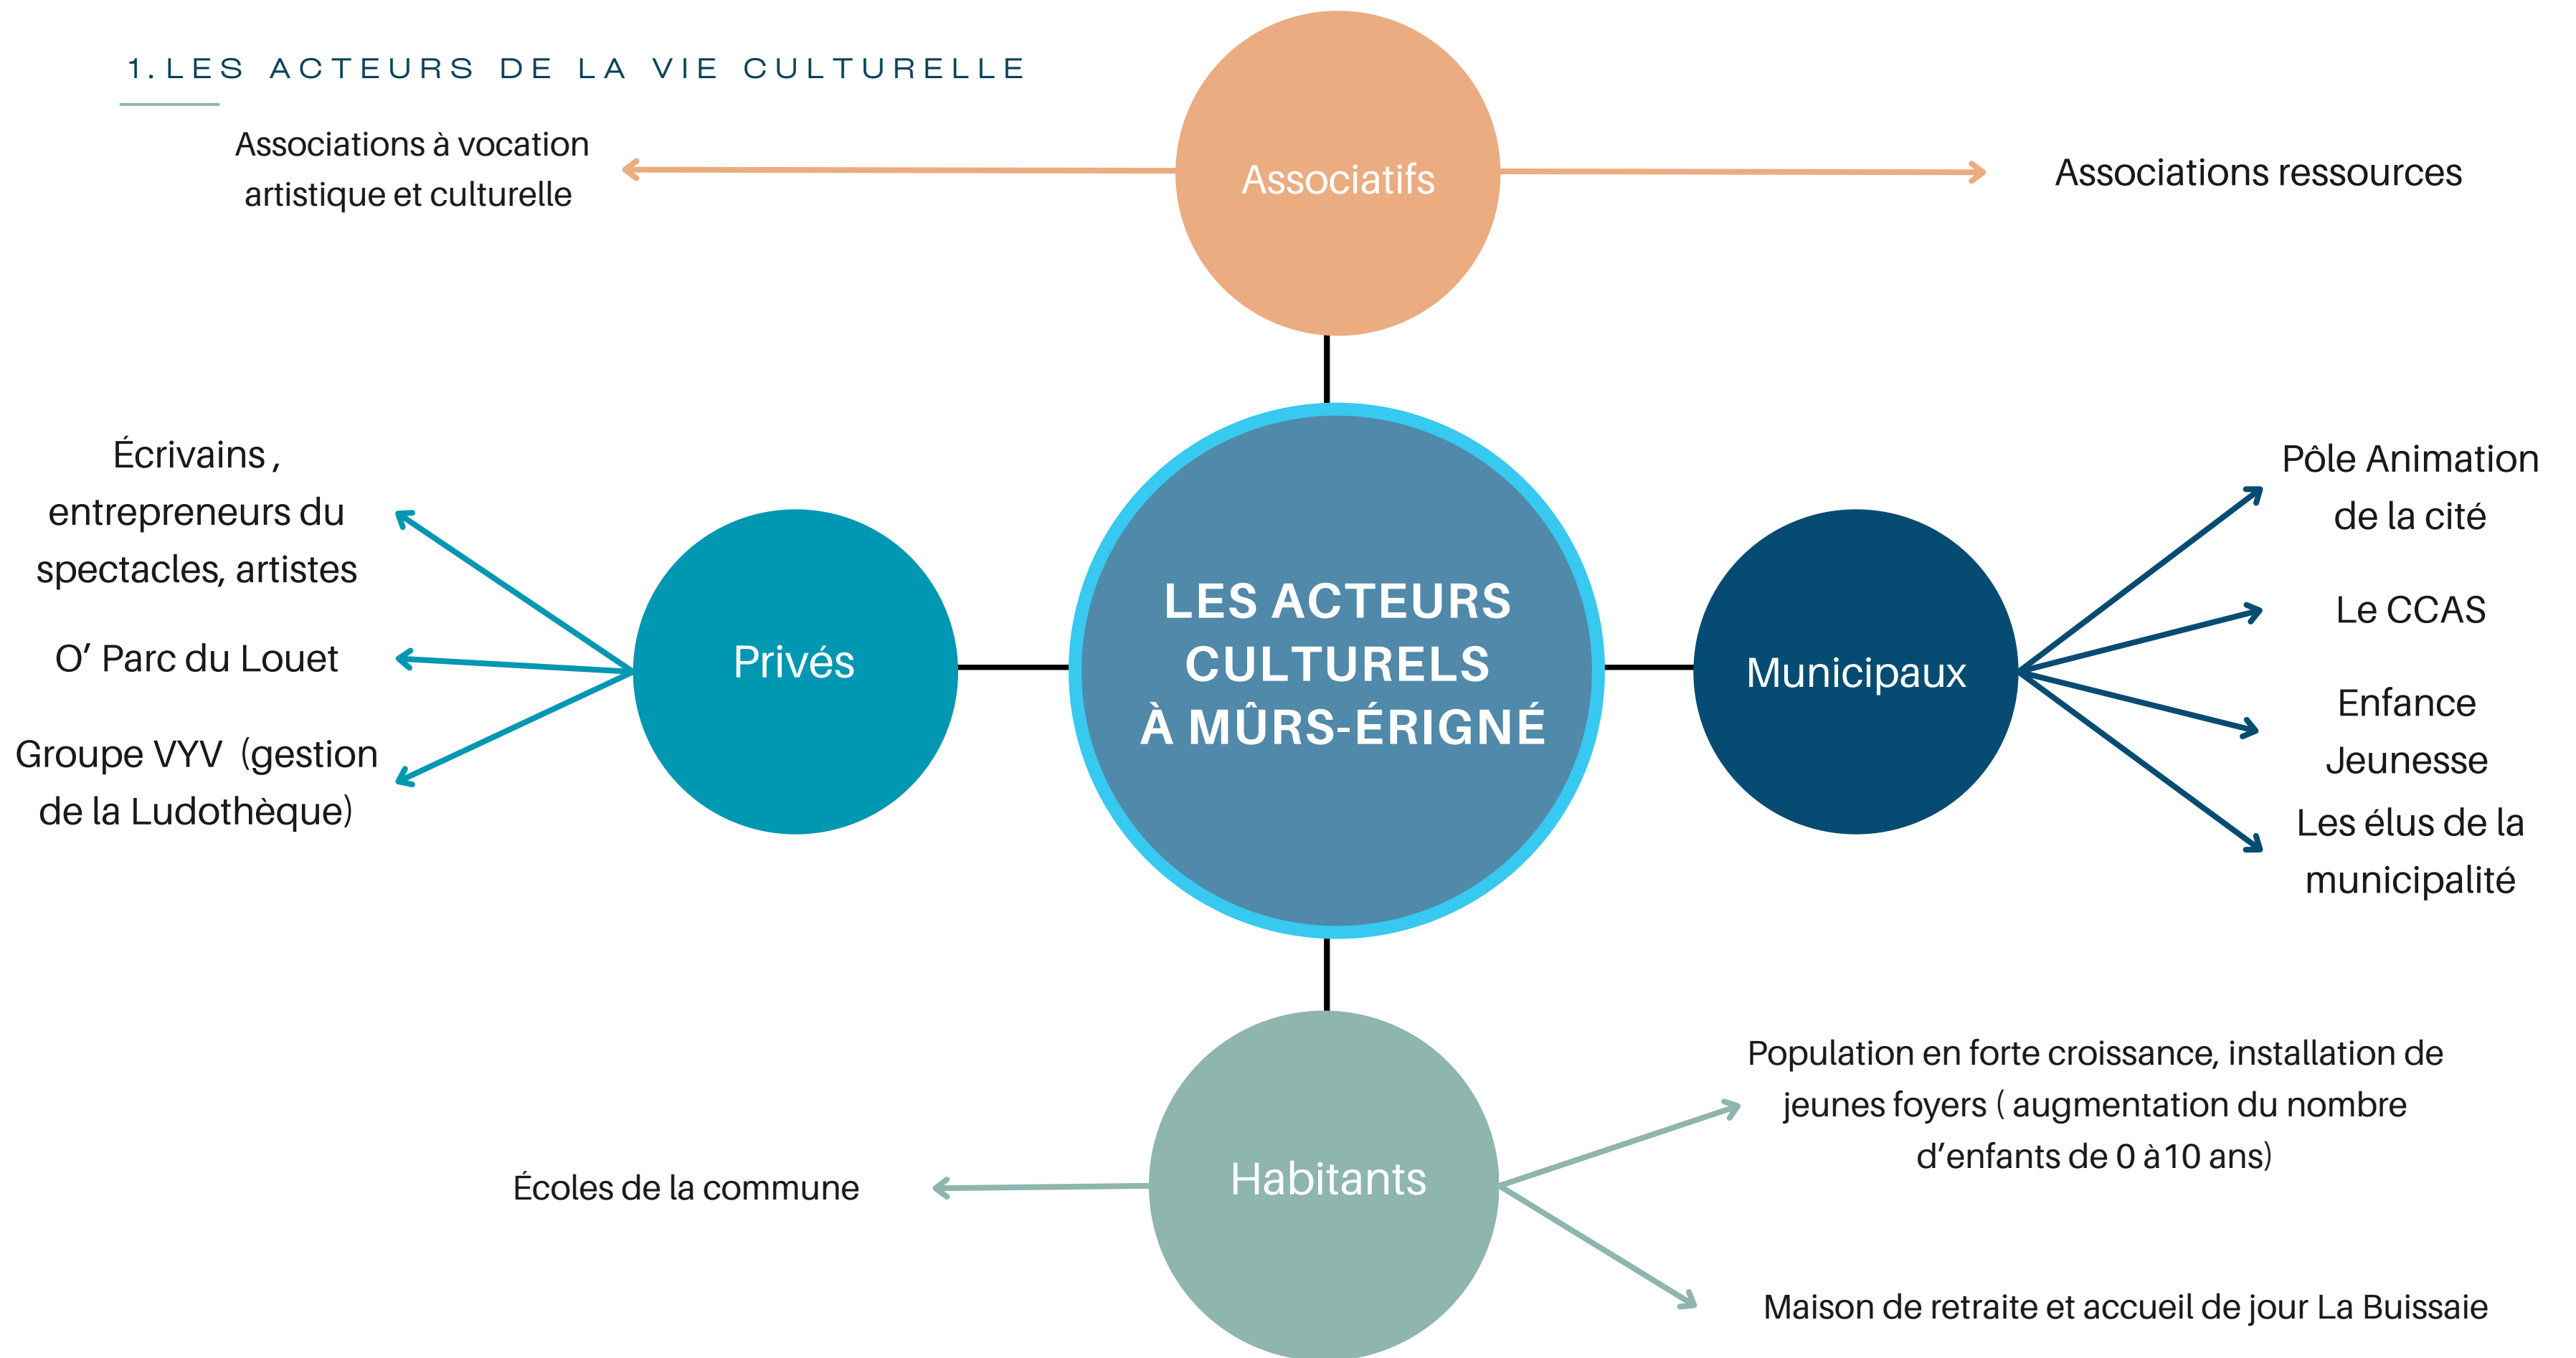 1.LES ACTEURS DE LA VIE CULTURELLE
Associations à vocation
artistique et culturelle
Associatifs
Associations ressources
Écrivains ,
entrepreneurs du
spectacles, artistes
O’ Parc du Louet
Groupe VYV (gestion
de la Ludothèque)
Privés
LES ACTEURS
CULTURELS
À MÛRS-ÉRIGNÉ
Municipaux
Pôle Animation
de la cité
Le CCAS
Enfance
Jeunesse
Les élus de la
municipalité
Écoles de la commune
Habitants
Population en forte croissance, installation de
jeunes foyers ( augmentation du nombre
d’enfants de 0 à10 ans)
Maison de retraite et accueil de jour La Buissaie